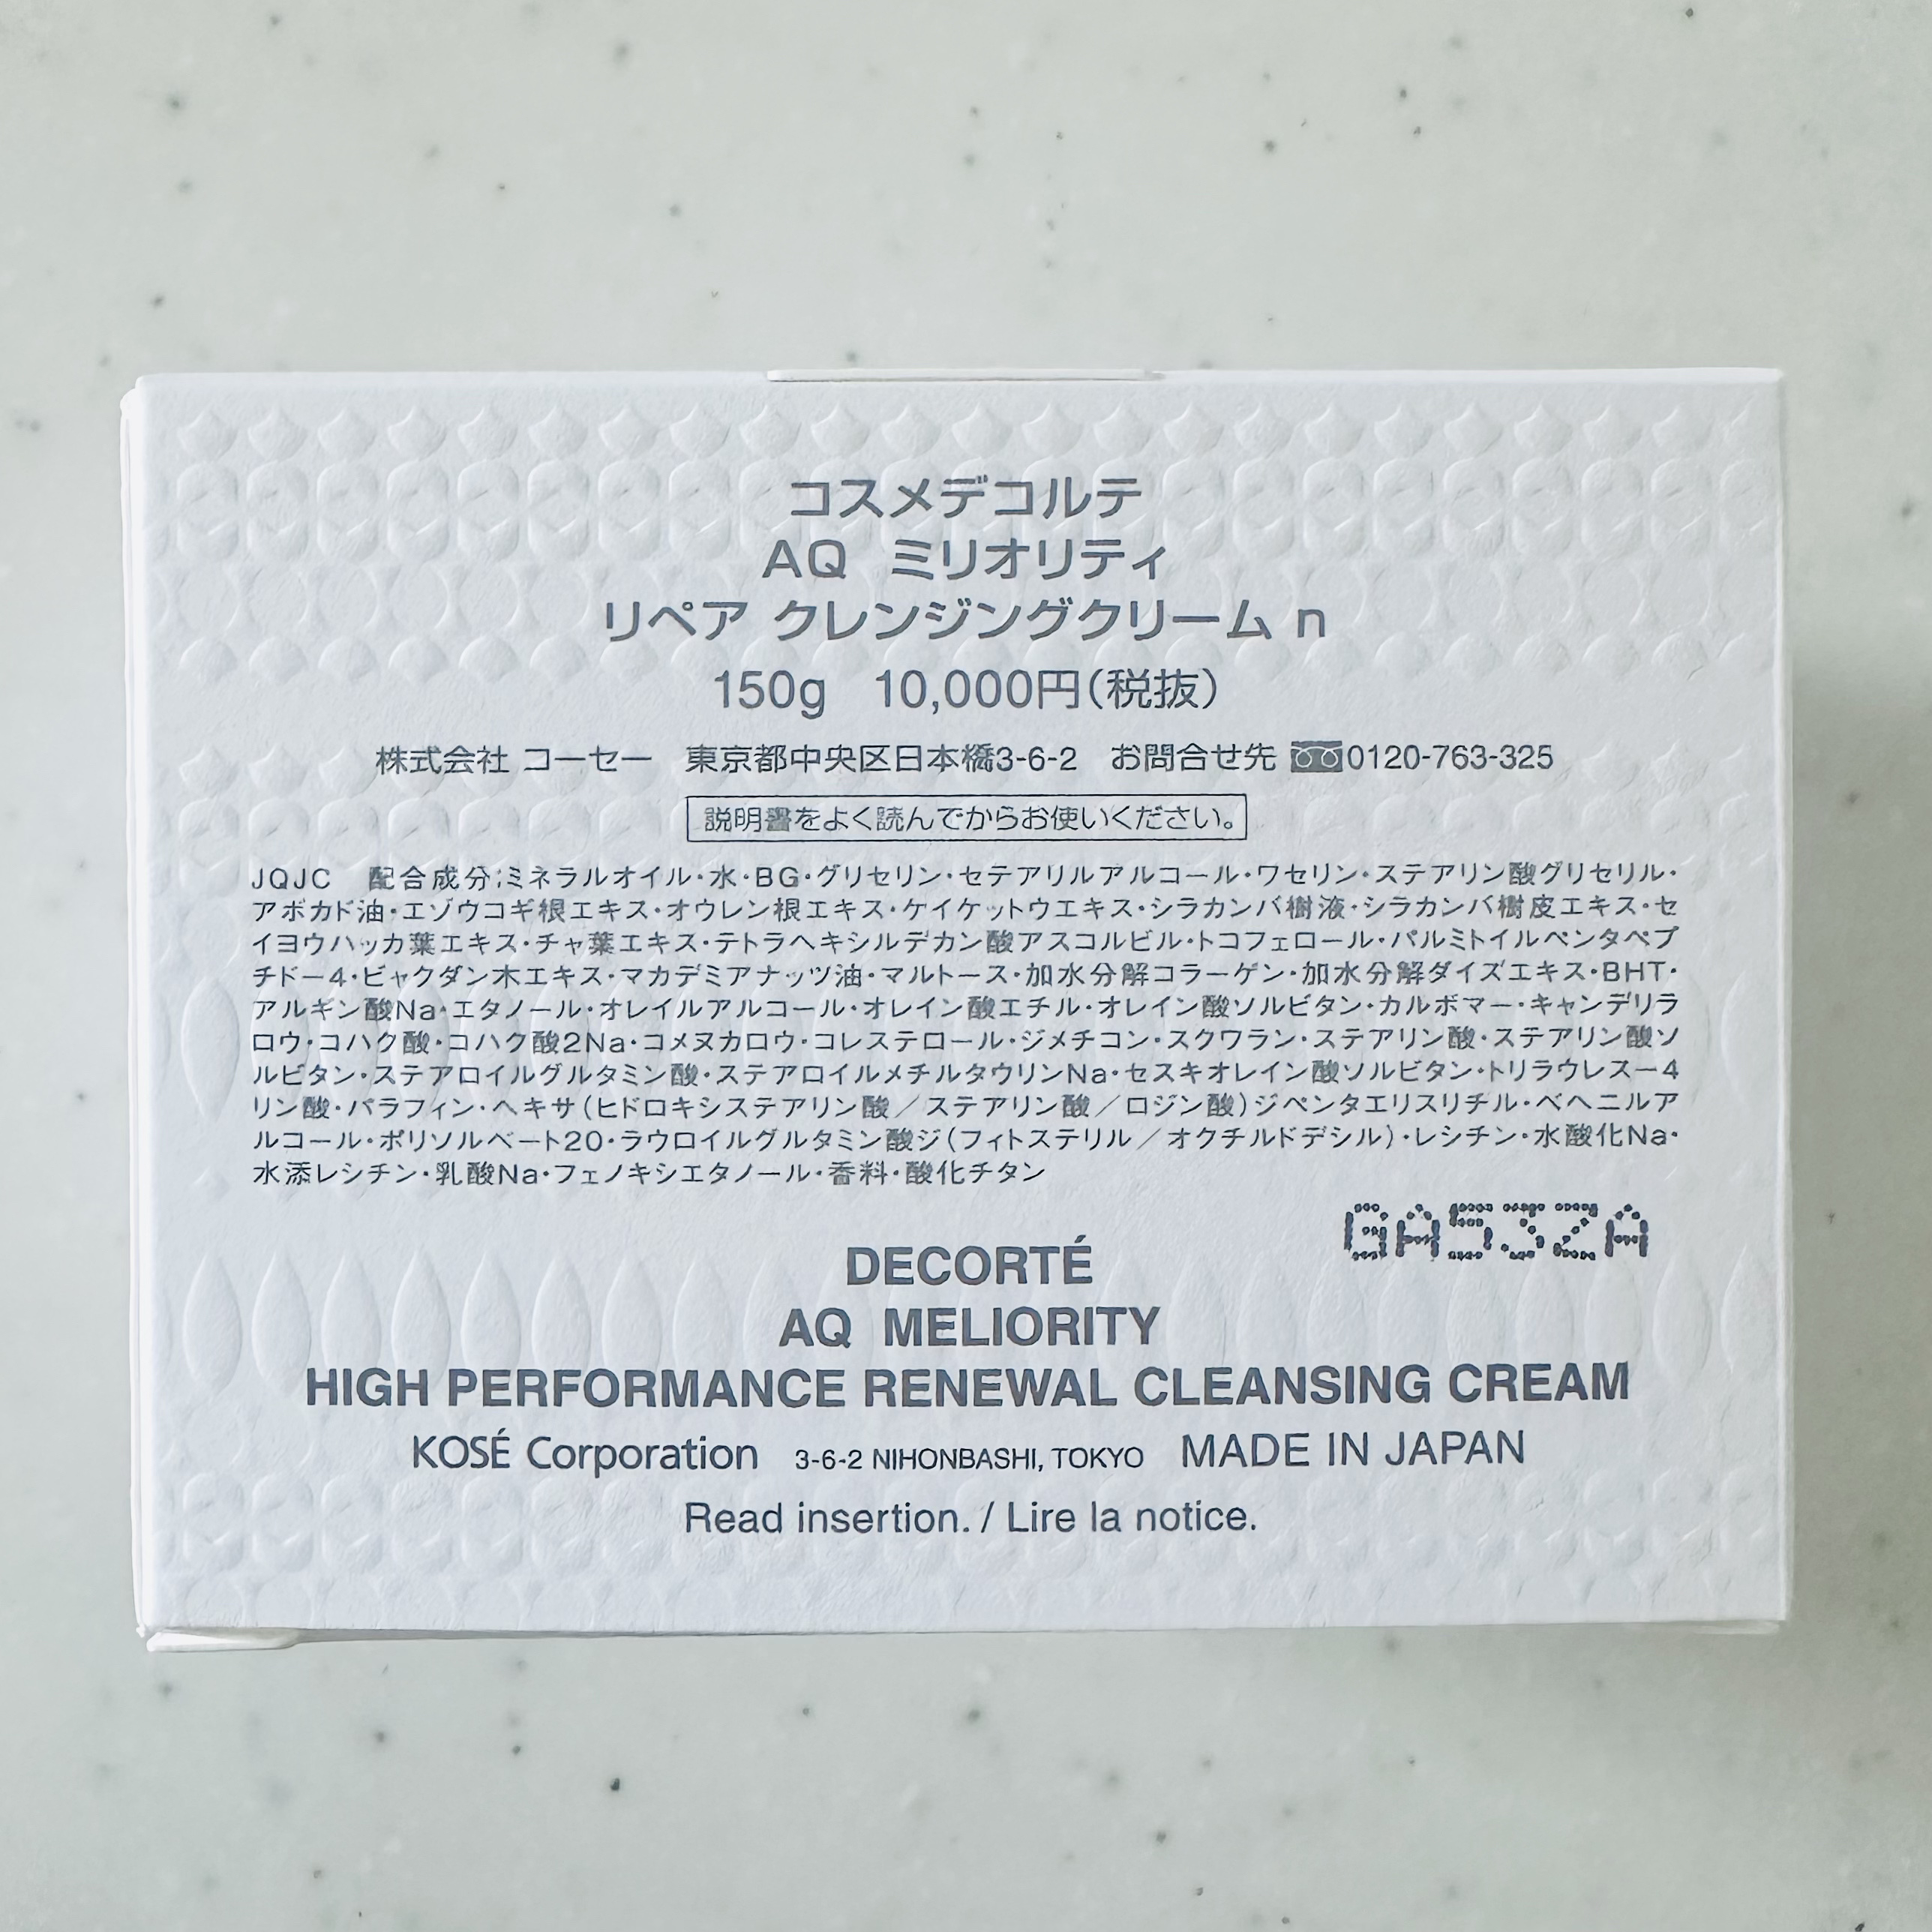 コスメデコルテ
AQ ミリオリティ
リペア クレンジングクリーム n
150g 10,000円(税抜)
株式会社 コーセー 東京都中央区日本橋3-6-2 お問合せ先 0120-763-325
説明書をよく読んでからお使いください。
JQJC 配合成分:ミネラルオイル・水・BG・グリセリン・セテアリルアルコール・ワセリン・ステアリン酸グリセリル・
アボカド油・エゾウコギ根エキス・オウレン根エキス・ケイケットウエキス・シラカンバ樹液・シラカンバ樹皮エキス・セ
イヨウハッカ葉エキス・チャ葉エキス・テトラヘキシルデカン酸アスコルビル・トコフェロール・パルミトイルペンタペプ
チドー4・ビャクダン木エキス・マカデミアナッツ油・マルトース・加水分解コラーゲン・加水分解ダイズエキス・BHT・
アルギン酸Na・エタノール・オレイルアルコール・オレイン酸エチル・オレイン酸ソルビタン・カルボマー・キャンデリラ
ロウ・コハク酸・コハク酸2Na・コメヌカロウ・コレステロール・ジメチコン・スクワラン・ステアリン酸・ステアリン酸ソ
ルビタン・ステアロイルグルタミン酸・ステアロイルメチルタウリンNa・セスキオレイン酸ソルビタン・トリラウレスー4
リン酸・パラフィン・ヘキサ(ヒドロキシステアリン酸/ステアリン酸/ロジン酸)ジペンタエリスリチル・ベヘニルア
ルコール・ポリソルベート20・ラウロイルグルタミン酸ジ(フィトステリル/オクチルドデシル)・レシチン・水酸化Na・
水添レシチン・乳酸Na・フェノキシエタノール・香料・酸化チタン
GA53ZA
DECORTÉ
AQ MELIORITY
HIGH PERFORMANCE RENEWAL CLEANSING CREAM
KOSÉ Corporation 3-6-2 NIHONBASHI, TOKYO MADE IN JAPAN
Read insertion. / Lire la notice.